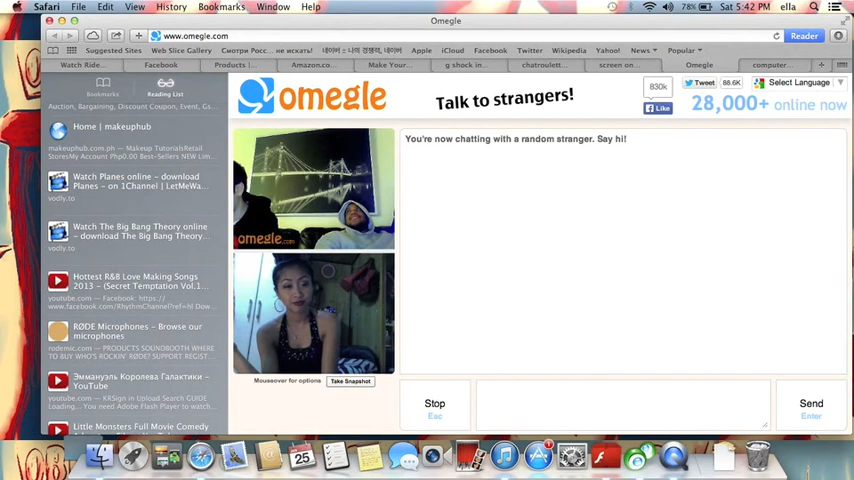 Safari File Edit View History Bookmarks Window Help 78% Sat 5:42 PM ella
Omegle
www.omegle.com Reader
iCloud Facebook Twitter Wikipedia Yahoo! News Popular
Suggested Sites Web Slice Gallery Смотри Росс... не искать! Apple
Watch Ride... Facebook Products |... Amazon.co... Make Your... g shock in... chatroulett... screen on... Omegle computer...
Bookmarks Reading List
Auction, Bargaining, Discount Coupon, Event, Gs...
Home | makeuphub
makeuphub.com.ph — Makeup TutorialsRetail
StoresMy Account Php0.00 Best-Sellers NEW Lim...
Watch Planes online - download
Planes - on 1Channel | LetMeWa...
vodly.to
Watch The Big Bang Theory online
- download The Big Bang Theory...
vodly.to
Hottest R&B Love Making Songs
2013 - (Secret Temptation Vol.1...
youtube.com — Facebook: https://
www.facebook.com/RhythmChannel?ref=hl Dow...
RØDE Microphones - Browse our
microphones
rodemic.com — PRODUCTS SOUNDBOOTH WHERE
TO BUY WHO'S ROCKIN' RØDE? SUPPORT REGIST...
Эммануэль Королева Галактики -
YouTube
youtube.com — KRSign in Upload Search GUIDE
Loading... You need Adobe Flash Player to watch...
Little Monsters Full Movie Comedy
omegle
Talk to strangers!
830k
Like
Tweet 88.6K
Select Language
28,000+ online now
omegle.com
Mouseover for options Take Snapshot
You're now chatting with a random stranger. Say hi!
Stop
Esc
Send
Enter
25
1